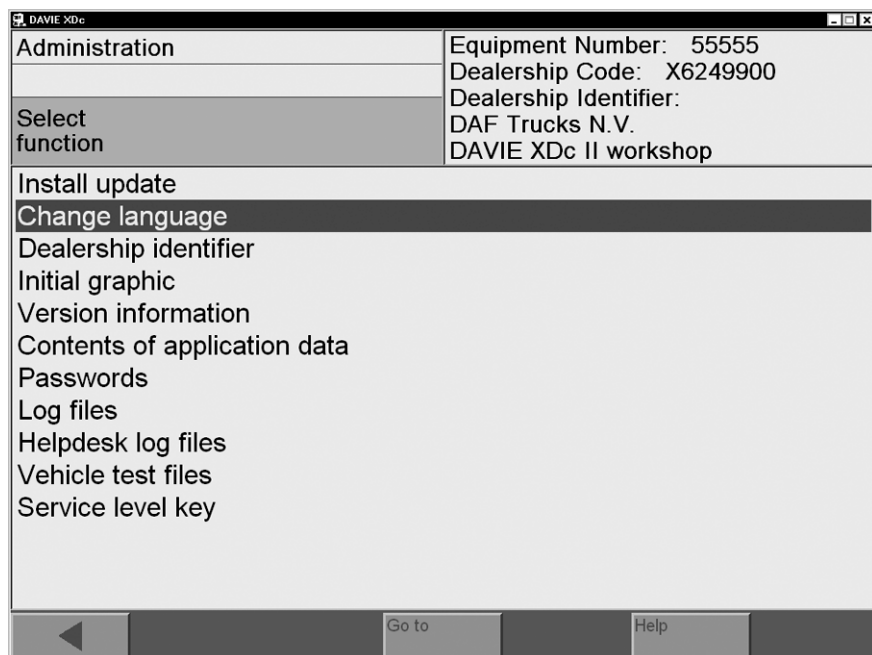 DAVIE XDc
Administration
Select
function
Equipment Number: 55555
Dealership Code: X6249900
Dealership Identifier:
DAF Trucks N.V.
DAVIE XDc II workshop
Install update
Change language
Dealership identifier
Initial graphic
Version information
Contents of application data
Passwords
Log files
Helpdesk log files
Vehicle test files
Service level key
Go to
Help